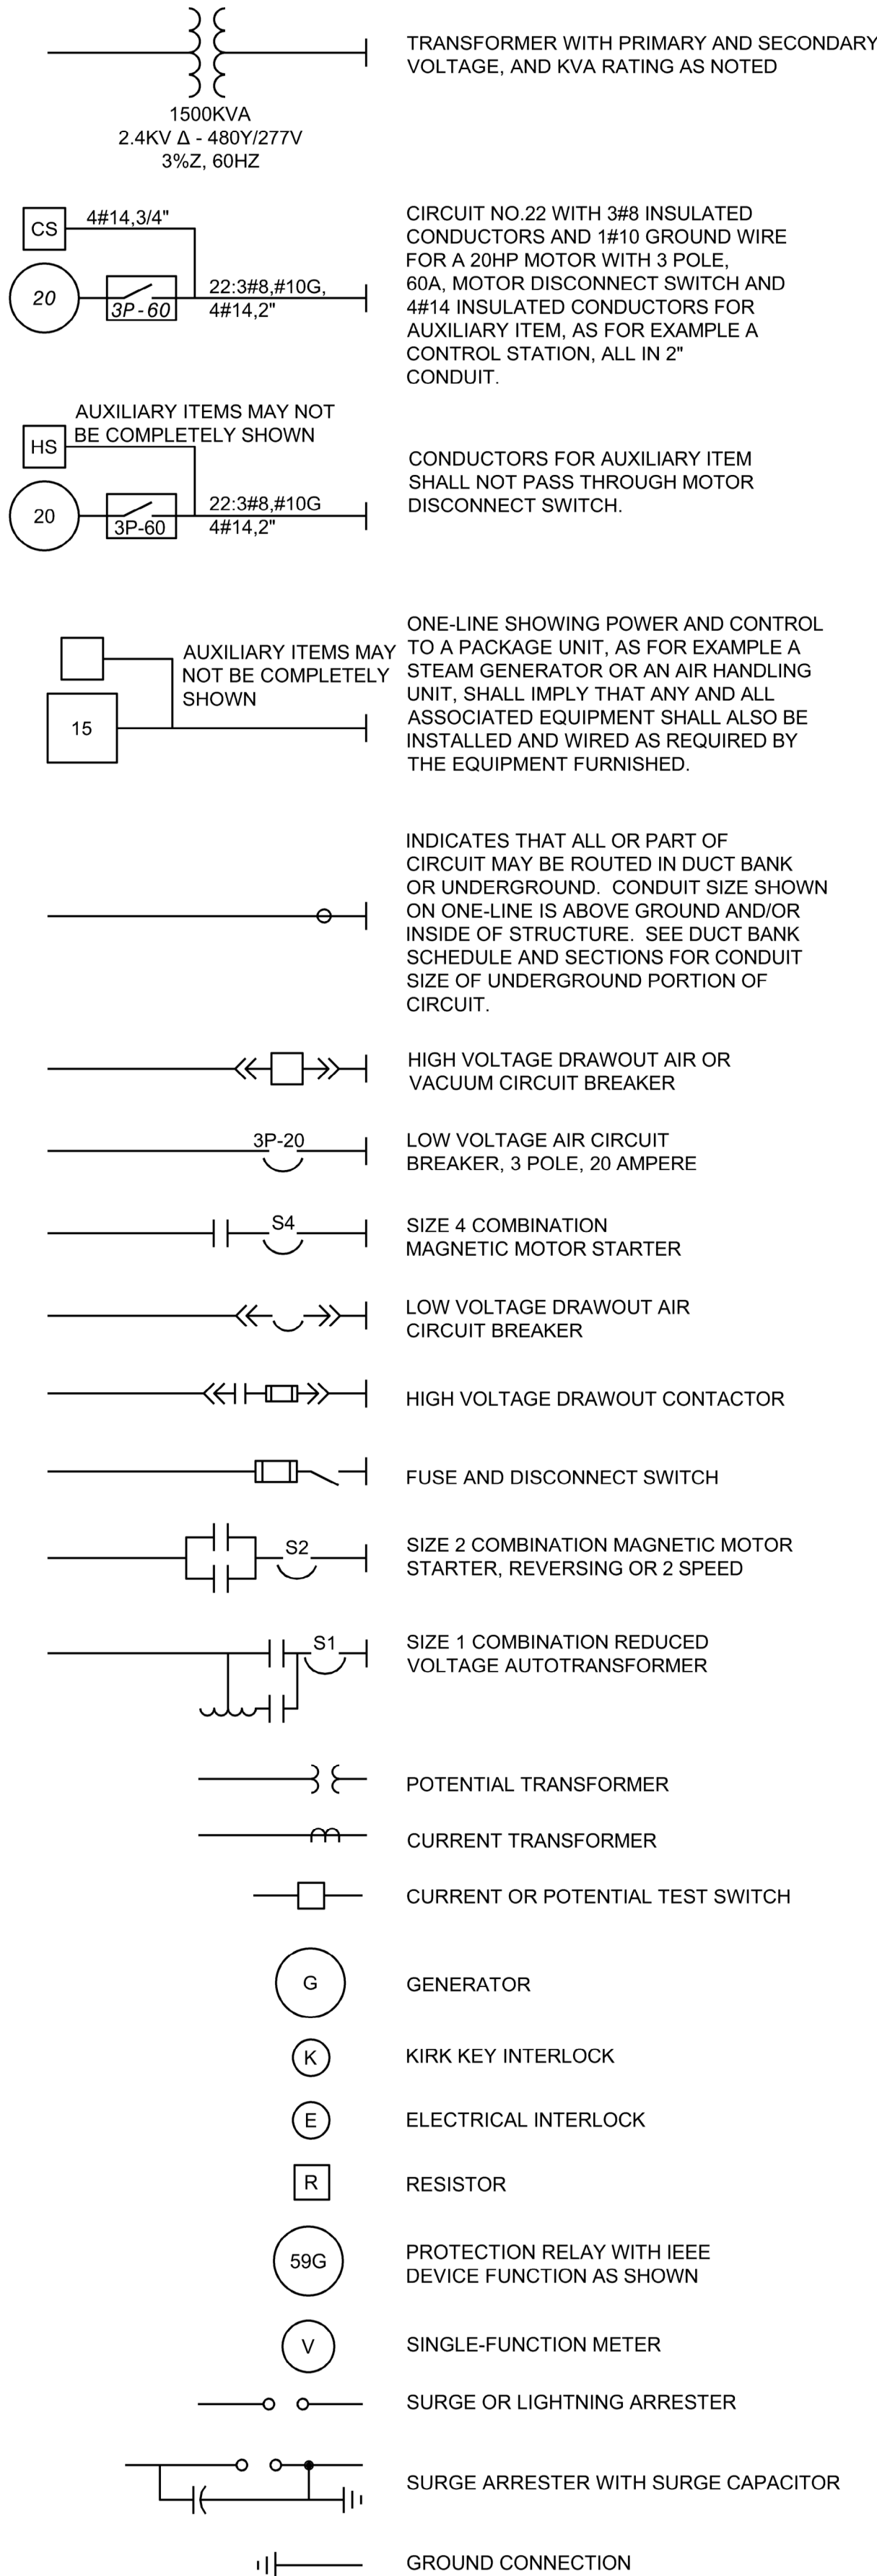 TRANSFORMER WITH PRIMARY AND SECONDARY
VOLTAGE, AND KVA RATING AS NOTED
1500KVA
2.4KV Δ - 480Y/277V
3%Z, 60HZ
CS
4#14,3/4"
20
3P-60
22:3#8,#10G,
4#14,2"
CIRCUIT NO.22 WITH 3#8 INSULATED
CONDUCTORS AND 1#10 GROUND WIRE
FOR A 20HP MOTOR WITH 3 POLE,
60A, MOTOR DISCONNECT SWITCH AND
4#14 INSULATED CONDUCTORS FOR
AUXILIARY ITEM, AS FOR EXAMPLE A
CONTROL STATION, ALL IN 2"
CONDUIT.
AUXILIARY ITEMS MAY NOT
BE COMPLETELY SHOWN
HS
20
3P-60
22:3#8,#10G
4#14,2"
CONDUCTORS FOR AUXILIARY ITEM
SHALL NOT PASS THROUGH MOTOR
DISCONNECT SWITCH.
AUXILIARY ITEMS MAY
NOT BE COMPLETELY
SHOWN
15
ONE-LINE SHOWING POWER AND CONTROL
TO A PACKAGE UNIT, AS FOR EXAMPLE A
STEAM GENERATOR OR AN AIR HANDLING
UNIT, SHALL IMPLY THAT ANY AND ALL
ASSOCIATED EQUIPMENT SHALL ALSO BE
INSTALLED AND WIRED AS REQUIRED BY
THE EQUIPMENT FURNISHED.
INDICATES THAT ALL OR PART OF
CIRCUIT MAY BE ROUTED IN DUCT BANK
OR UNDERGROUND. CONDUIT SIZE SHOWN
ON ONE-LINE IS ABOVE GROUND AND/OR
INSIDE OF STRUCTURE. SEE DUCT BANK
SCHEDULE AND SECTIONS FOR CONDUIT
SIZE OF UNDERGROUND PORTION OF
CIRCUIT.
HIGH VOLTAGE DRAWOUT AIR OR
VACUUM CIRCUIT BREAKER
3P-20
LOW VOLTAGE AIR CIRCUIT
BREAKER, 3 POLE, 20 AMPERE
S4
SIZE 4 COMBINATION
MAGNETIC MOTOR STARTER
LOW VOLTAGE DRAWOUT AIR
CIRCUIT BREAKER
HIGH VOLTAGE DRAWOUT CONTACTOR
FUSE AND DISCONNECT SWITCH
S2
SIZE 2 COMBINATION MAGNETIC MOTOR
STARTER, REVERSING OR 2 SPEED
S1
SIZE 1 COMBINATION REDUCED
VOLTAGE AUTOTRANSFORMER
POTENTIAL TRANSFORMER
CURRENT TRANSFORMER
CURRENT OR POTENTIAL TEST SWITCH
G
GENERATOR
K
KIRK KEY INTERLOCK
E
ELECTRICAL INTERLOCK
R
RESISTOR
59G
PROTECTION RELAY WITH IEEE
DEVICE FUNCTION AS SHOWN
V
SINGLE-FUNCTION METER
SURGE OR LIGHTNING ARRESTER
SURGE ARRESTER WITH SURGE CAPACITOR
GROUND CONNECTION